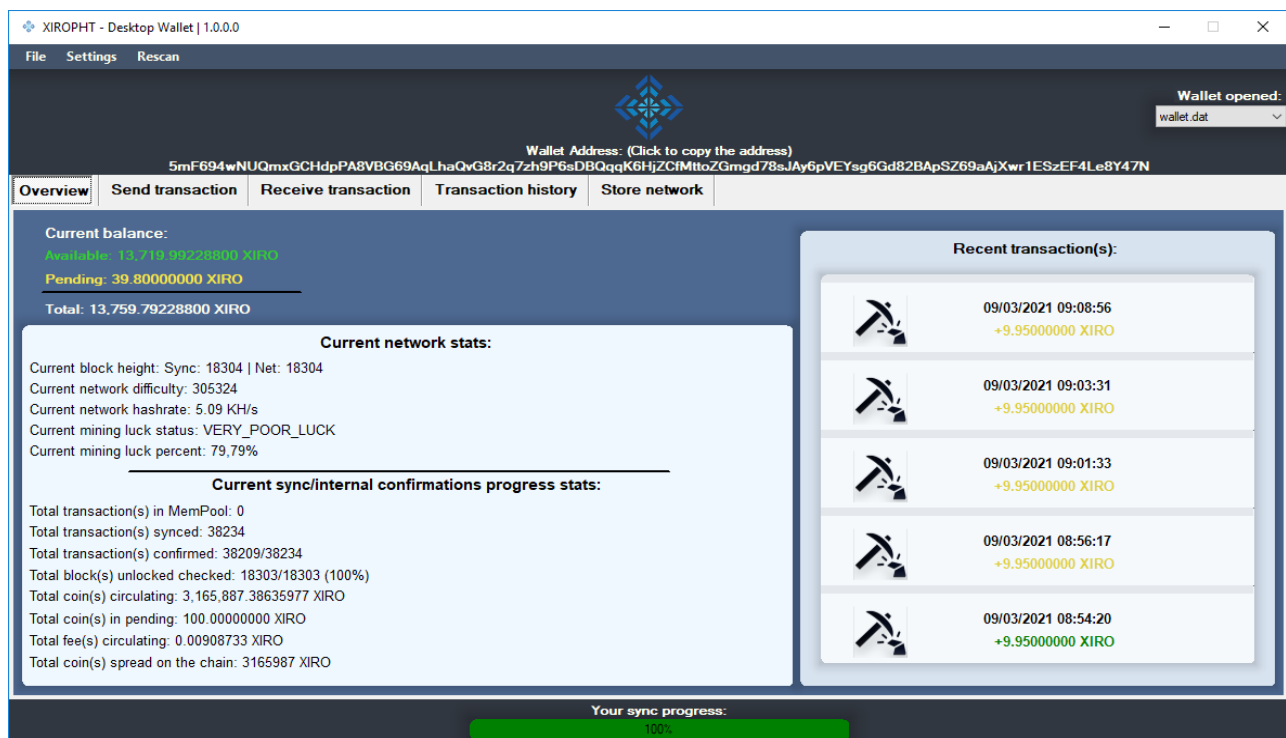 XIROPHT - Desktop Wallet | 1.0.0.0
File Settings Rescan
Wallet opened:
wallet.dat
Wallet Address: (Click to copy the address)
5mF694wNUQmxGCHdpPA8VBG69AqLhaQvG8r2q7zh9P6sDBQqqK6HjZCfMttoZGmgd78sJAy6pVEYsg6Gd82BApSZ69aAjXwr1ESzEF4Le8Y47N
Overview Send transaction Receive transaction Transaction history Store network
Current balance:
Available: 13,719.99228800 XIRO
Pending: 39.80000000 XIRO
Total: 13,759.79228800 XIRO
Current network stats:
Current block height: Sync: 18304 | Net: 18304
Current network difficulty: 305324
Current network hashrate: 5.09 KH/s
Current mining luck status: VERY_POOR_LUCK
Current mining luck percent: 79,79%
Current sync/internal confirmations progress stats:
Total transaction(s) in MemPool: 0
Total transaction(s) synced: 38234
Total transaction(s) confirmed: 38209/38234
Total block(s) unlocked checked: 18303/18303 (100%)
Total coin(s) circulating: 3,165,887.38635977 XIRO
Total coin(s) in pending: 100.00000000 XIRO
Total fee(s) circulating: 0.00908733 XIRO
Total coin(s) spread on the chain: 3165987 XIRO
Recent transaction(s):
09/03/2021 09:08:56
+9.95000000 XIRO
09/03/2021 09:03:31
+9.95000000 XIRO
09/03/2021 09:01:33
+9.95000000 XIRO
09/03/2021 08:56:17
+9.95000000 XIRO
09/03/2021 08:54:20
+9.95000000 XIRO
Your sync progress:
100%